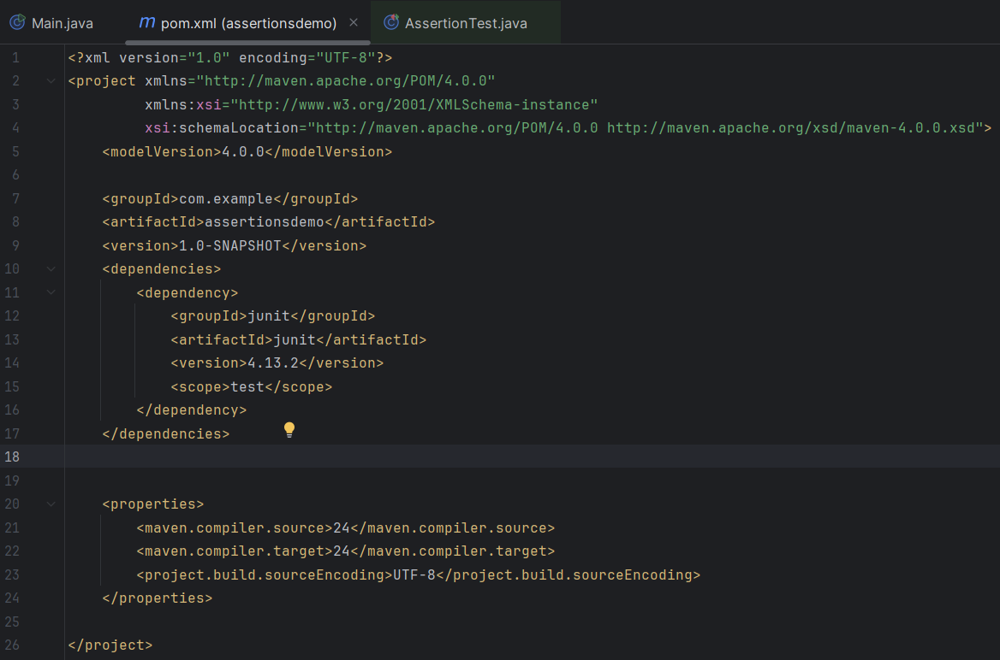 Main.java
m pom.xml (assertionsdemo)
AssertionTest.java
1 <?xml version="1.0" encoding="UTF-8"?>
2 <project xmlns="http://maven.apache.org/POM/4.0.0"
3          xmlns:xsi="http://www.w3.org/2001/XMLSchema-instance"
4          xsi:schemaLocation="http://maven.apache.org/POM/4.0.0 http://maven.apache.org/xsd/maven-4.0.0.xsd">
5     <modelVersion>4.0.0</modelVersion>
6
7     <groupId>com.example</groupId>
8     <artifactId>assertionsdemo</artifactId>
9     <version>1.0-SNAPSHOT</version>
10     <dependencies>
11         <dependency>
12             <groupId>junit</groupId>
13             <artifactId>junit</artifactId>
14             <version>4.13.2</version>
15             <scope>test</scope>
16         </dependency>
17     </dependencies>
18
19
20     <properties>
21         <maven.compiler.source>24</maven.compiler.source>
22         <maven.compiler.target>24</maven.compiler.target>
23         <project.build.sourceEncoding>UTF-8</project.build.sourceEncoding>
24     </properties>
25
26 </project>